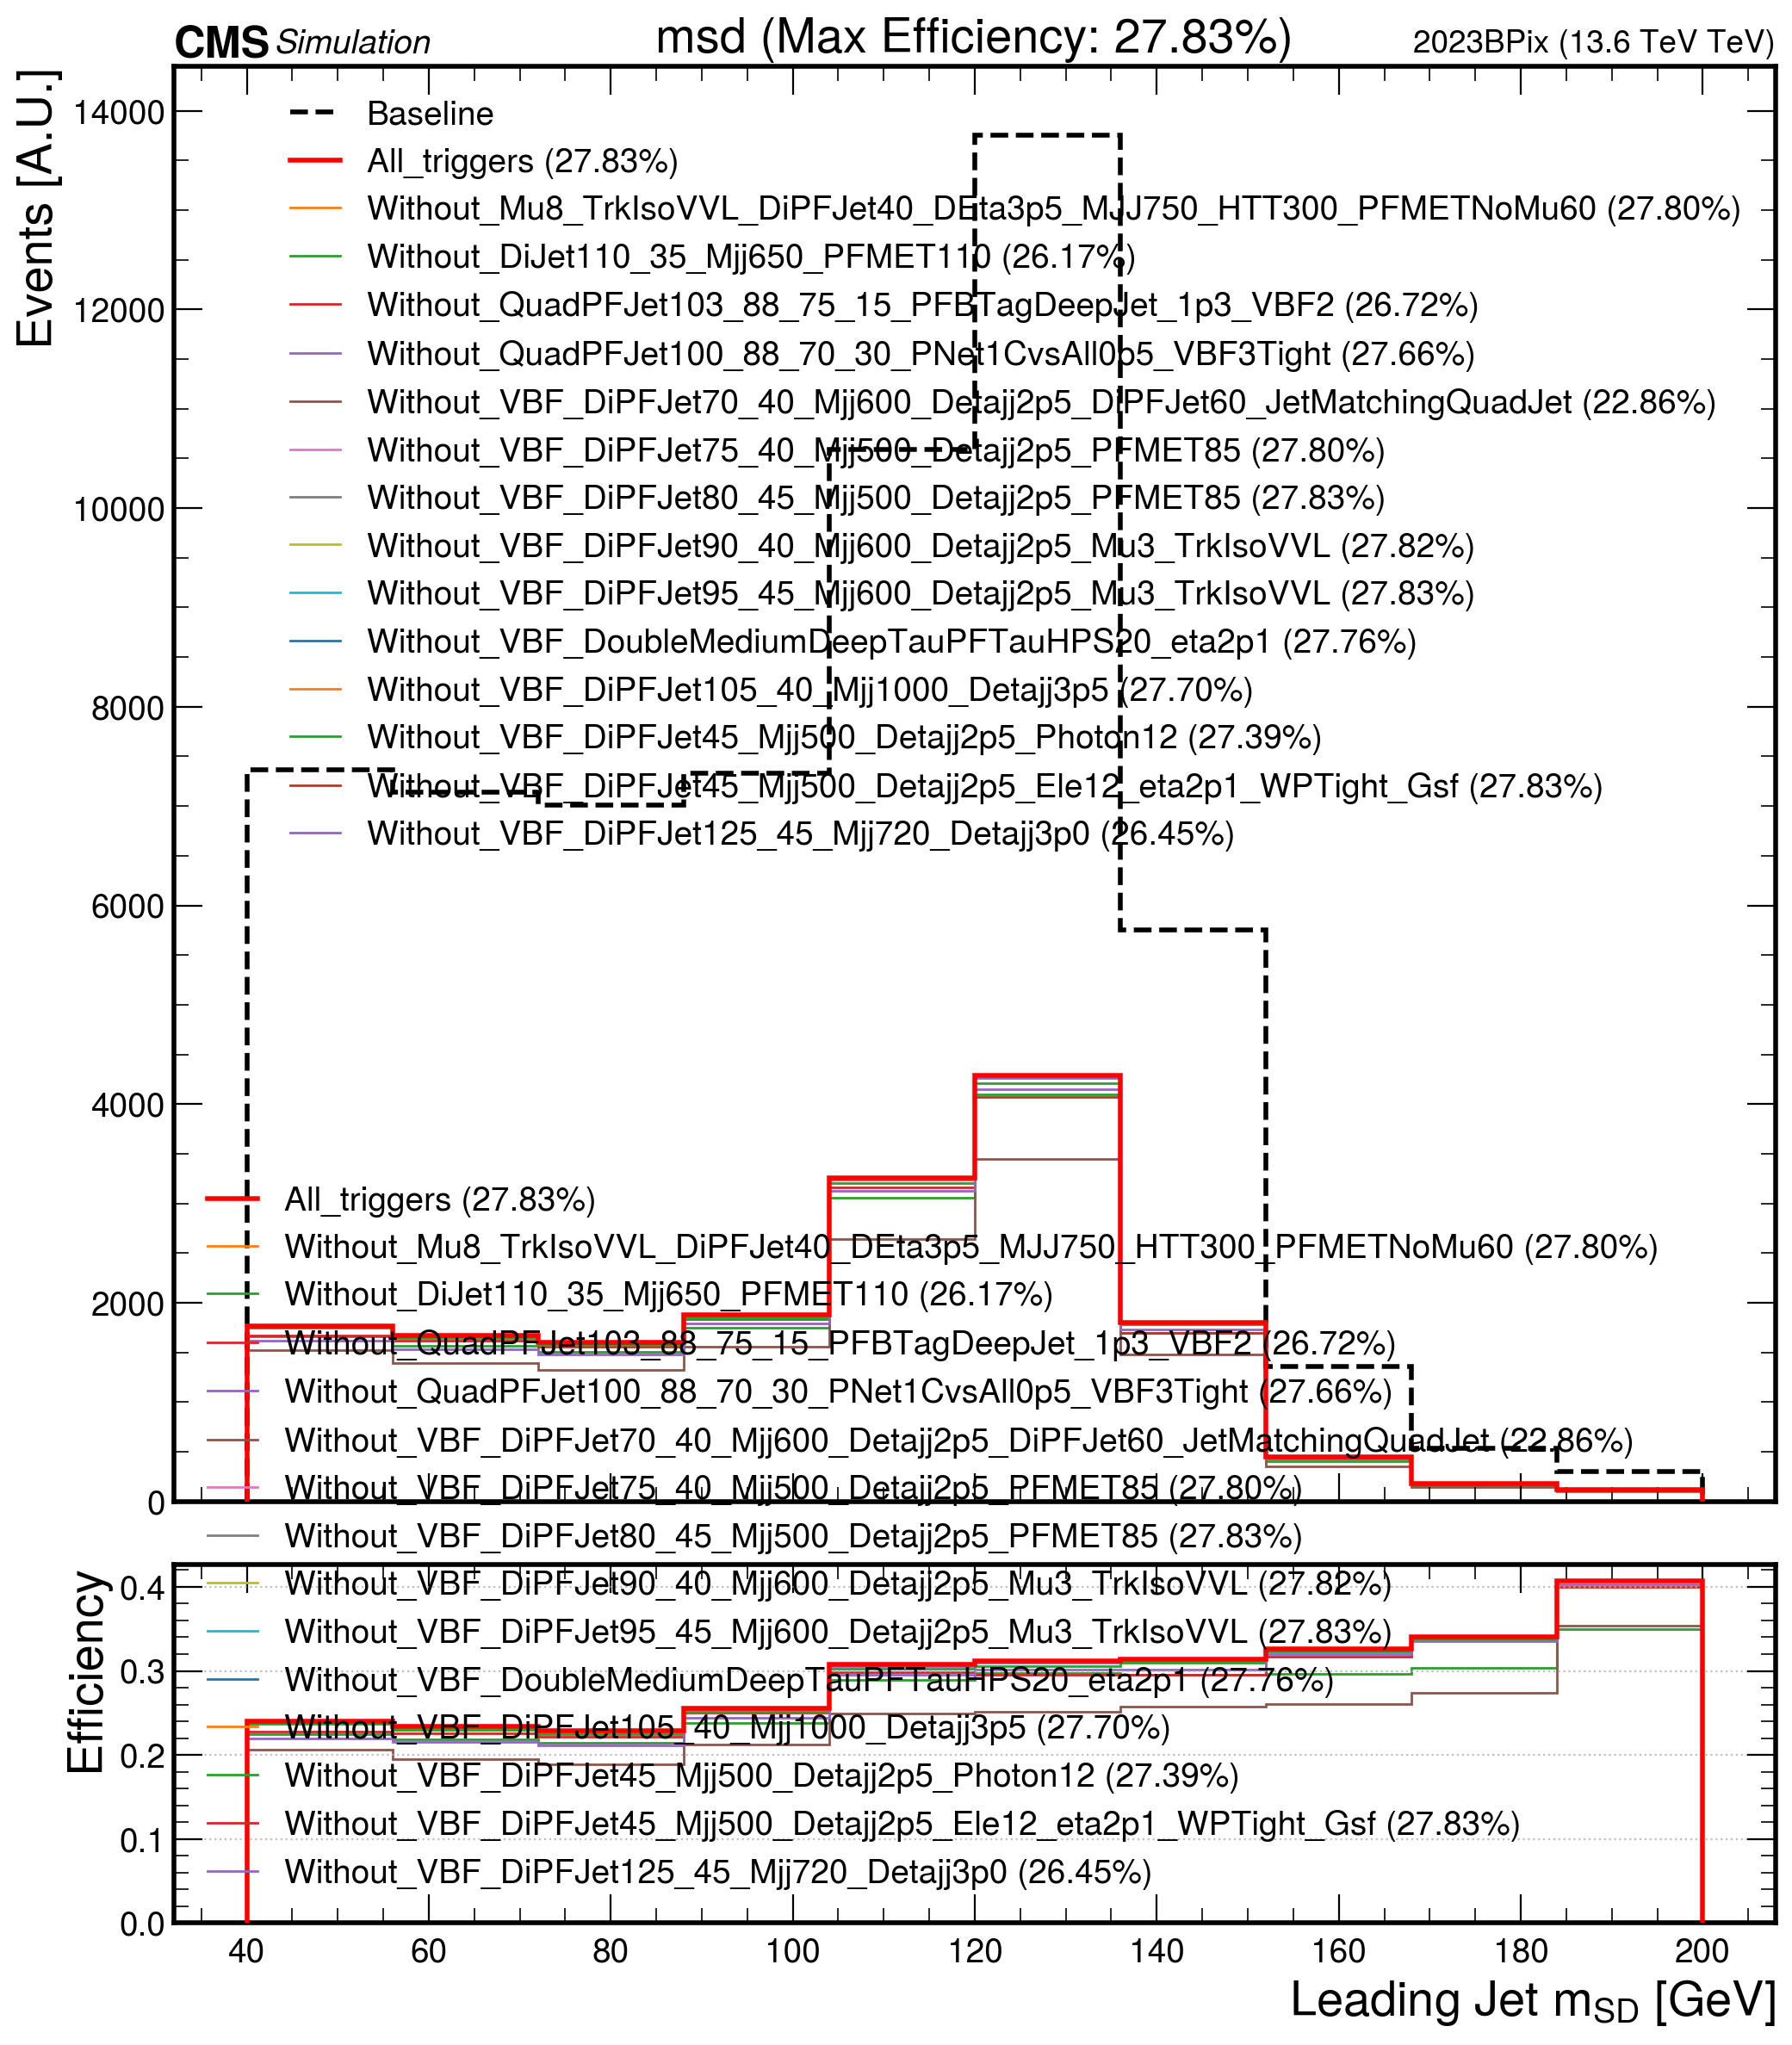 CMS Simulation msd (Max Efficiency: 27.83%) 2023BPix (13.6 TeV TeV)
Events [A.U.]
14000
12000
10000
8000
6000
4000
2000
0
Baseline
All_triggers (27.83%)
Without_Mu8_TrkIsoVVL_DiPFJet40_DEta3p5_MJJ750_HTT300_PFMETNoMu60 (27.80%)
Without_DiJet110_35_Mjj650_PFMET110 (26.17%)
Without_QuadPFJet103_88_75_15_PFBTagDeepJet_1p3_VBF2 (26.72%)
Without_QuadPFJet100_88_70_30_PNet1CvsAll0p5_VBF3Tight (27.66%)
Without_VBF_DiPFJet70_40_Mjj600_Detajj2p5_DiPFJet60_JetMatchingQuadJet (22.86%)
Without_VBF_DiPFJet75_40_Mjj500_Detajj2p5_PFMET85 (27.80%)
Without_VBF_DiPFJet80_45_Mjj500_Detajj2p5_PFMET85 (27.83%)
Without_VBF_DiPFJet90_40_Mjj600_Detajj2p5_Mu3_TrkIsoVVL (27.82%)
Without_VBF_DiPFJet95_45_Mjj600_Detajj2p5_Mu3_TrkIsoVVL (27.83%)
Without_VBF_DoubleMediumDeepTauPFTauHPS20_eta2p1 (27.76%)
Without_VBF_DiPFJet105_40_Mjj1000_Detajj3p5 (27.70%)
Without_VBF_DiPFJet45_Mjj500_Detajj2p5_Photon12 (27.39%)
Without_VBF_DiPFJet45_Mjj500_Detajj2p5_Ele12_eta2p1_WPTight_Gsf (27.83%)
Without_VBF_DiPFJet125_45_Mjj720_Detajj3p0 (26.45%)
All_triggers (27.83%)
Without_Mu8_TrkIsoVVL_DiPFJet40_DEta3p5_MJJ750_HTT300_PFMETNoMu60 (27.80%)
Without_DiJet110_35_Mjj650_PFMET110 (26.17%)
Without_QuadPFJet103_88_75_15_PFBTagDeepJet_1p3_VBF2 (26.72%)
Without_QuadPFJet100_88_70_30_PNet1CvsAll0p5_VBF3Tight (27.66%)
Without_VBF_DiPFJet70_40_Mjj600_Detajj2p5_DiPFJet60_JetMatchingQuadJet (22.86%)
Without_VBF_DiPFJet75_40_Mjj500_Detajj2p5_PFMET85 (27.80%)
Without_VBF_DiPFJet80_45_Mjj500_Detajj2p5_PFMET85 (27.83%)
Without_VBF_DiPFJet90_40_Mjj600_Detajj2p5_Mu3_TrkIsoVVL (27.82%)
Without_VBF_DiPFJet95_45_Mjj600_Detajj2p5_Mu3_TrkIsoVVL (27.83%)
Without_VBF_DoubleMediumDeepTauPFTauHPS20_eta2p1 (27.76%)
Without_VBF_DiPFJet105_40_Mjj1000_Detajj3p5 (27.70%)
Without_VBF_DiPFJet45_Mjj500_Detajj2p5_Photon12 (27.39%)
Without_VBF_DiPFJet45_Mjj500_Detajj2p5_Ele12_eta2p1_WPTight_Gsf (27.83%)
Without_VBF_DiPFJet125_45_Mjj720_Detajj3p0 (26.45%)
Efficiency
0.4
0.3
0.2
0.1
0.0
40 60 80 100 120 140 160 180 200
Leading Jet m_SD [GeV]